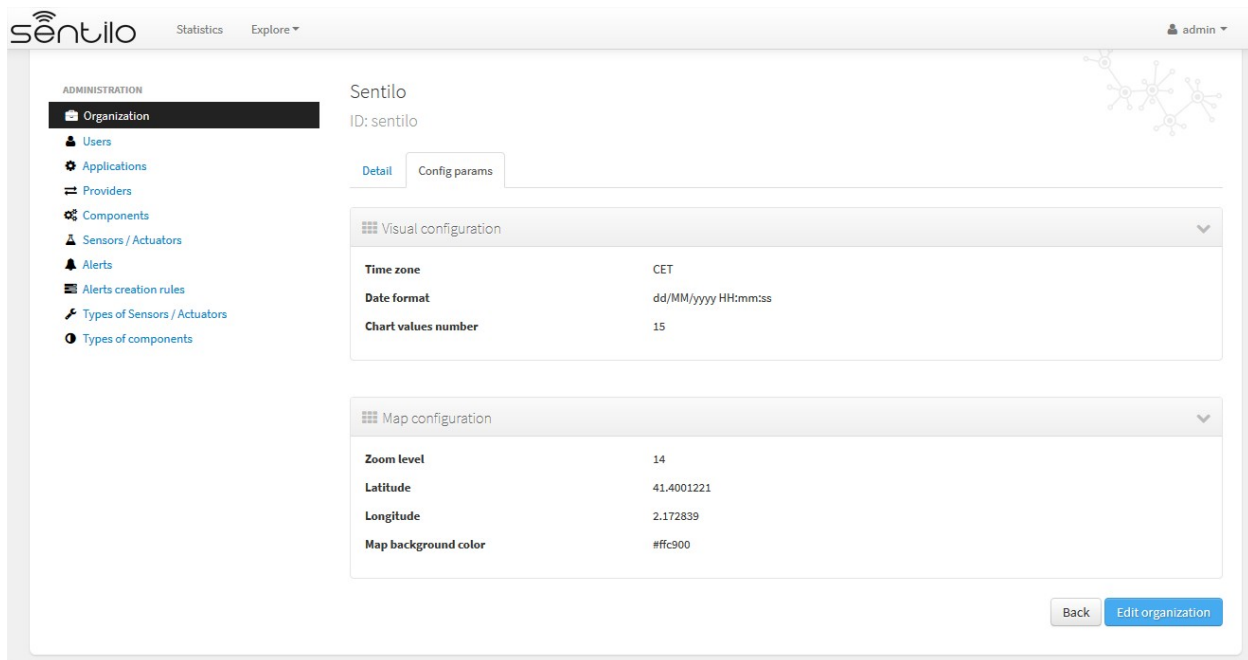 sentilo Statistics Explore admin
ADMINISTRATION
Organization
Users
Applications
Providers
Components
Sensors / Actuators
Alerts
Alerts creation rules
Types of Sensors / Actuators
Types of components
Sentilo
ID: sentilo
Detail Config params
Visual configuration
Time zone CET
Date format dd/MM/yyyy HH:mm:ss
Chart values number 15
Map configuration
Zoom level 14
Latitude 41.4001221
Longitude 2.172839
Map background color #ffc900
Back Edit organization